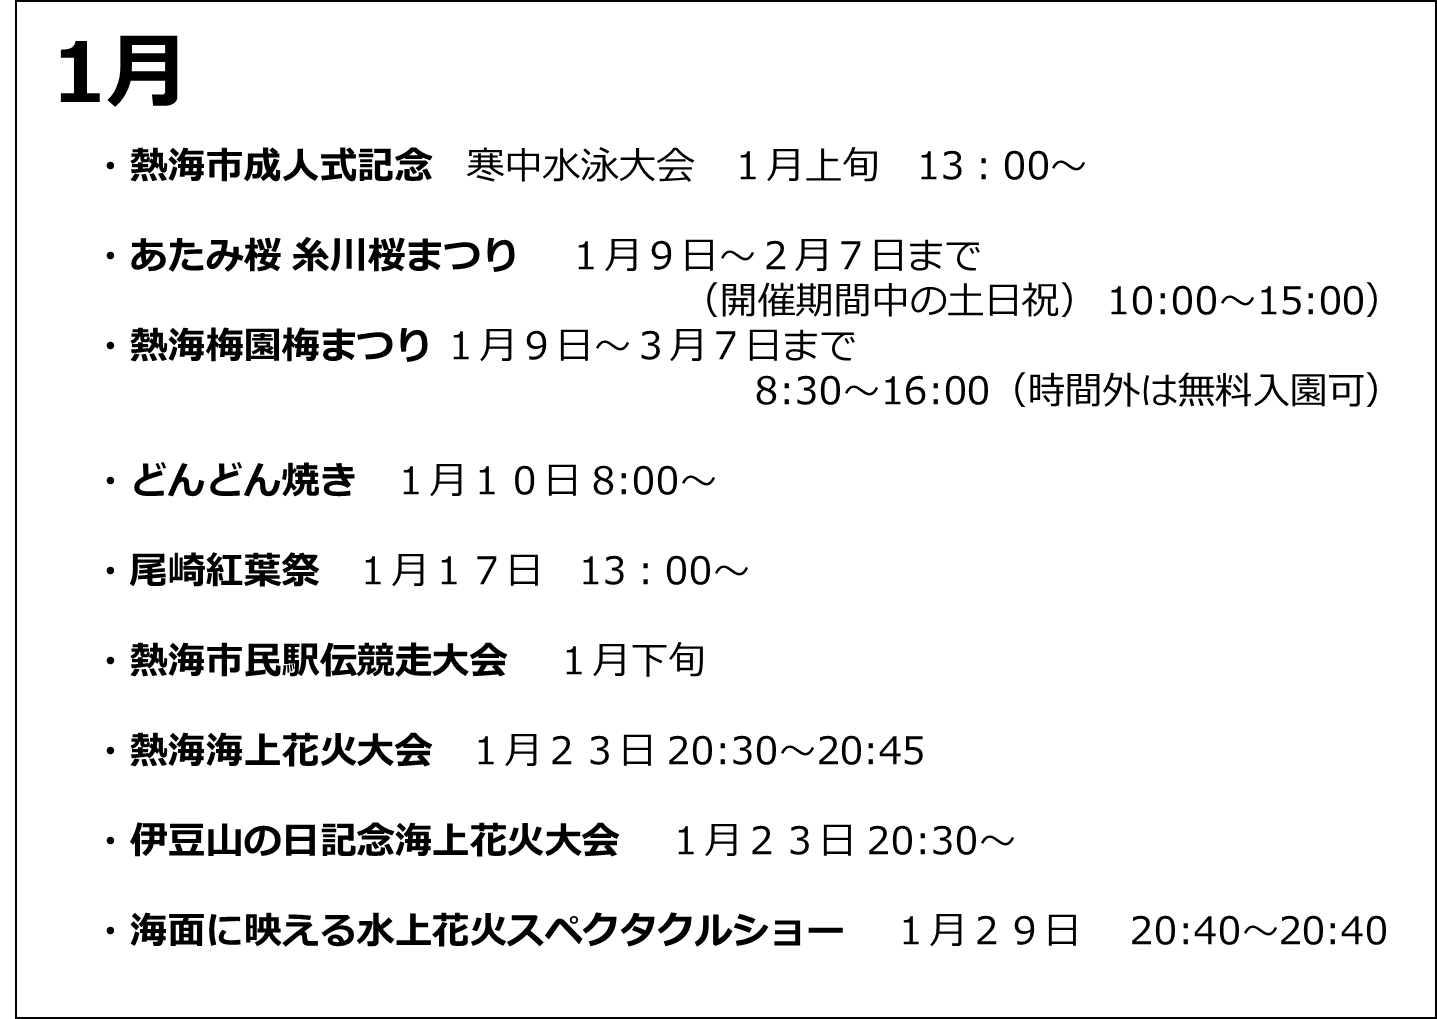 1月
・熱海市成人式記念　寒中水泳大会　１月上旬　13：00～
・あたみ桜 糸川桜まつり　１月９日～２月７日まで
（開催期間中の土日祝） 10:00～15:00）
・熱海梅園梅まつり １月９日～３月７日まで
8:30～16:00（時間外は無料入園可）
・どんどん焼き　１月１０日 8:00～
・尾崎紅葉祭　１月１７日　13：00～
・熱海市民駅伝競走大会　１月下旬
・熱海海上花火大会　１月２３日 20:30～20:45
・伊豆山の日記念海上花火大会　１月２３日 20:30～
・海面に映える水上花火スペクタクルショー　１月２９日　20:40～20:40